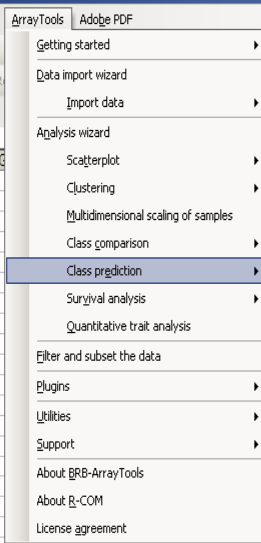 ArrayTools Adobe PDF
Getting started
Data import wizard
Import data
Analysis wizard
Scatterplot
Clustering
Multidimensional scaling of samples
Class comparison
Class prediction
Survival analysis
Quantitative trait analysis
Filter and subset the data
Plugins
Utilities
Support
About BRB-ArrayTools
About R-COM
License agreement